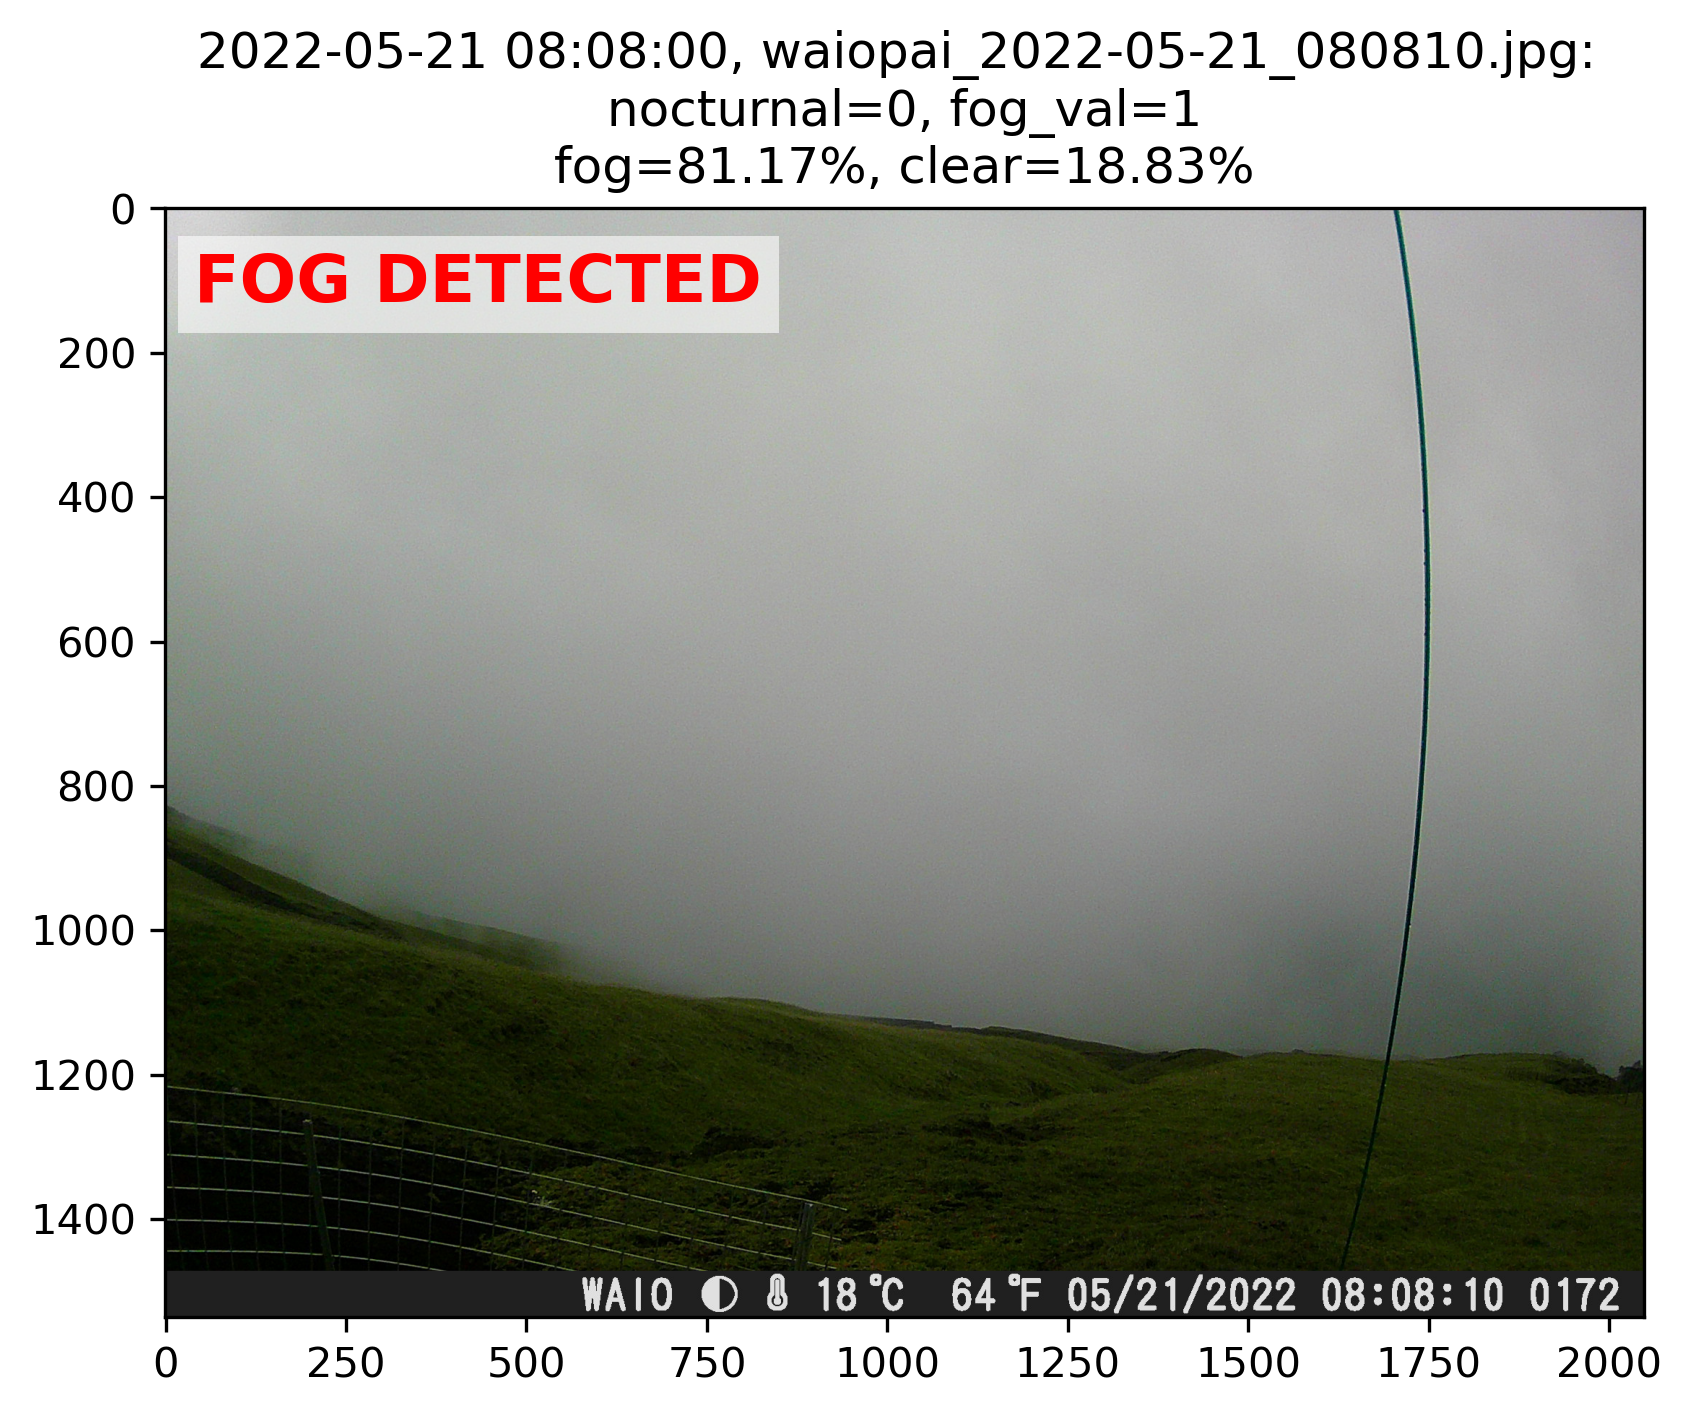 2022-05-21 08:08:00, waiopai_2022-05-21_080810.jpg:
nocturnal=0, fog_val=1
fog=81.17%, clear=18.83%
FOG DETECTED
0
200
400
600
800
1000
1200
1400
WAIO 18°C 64°F 05/21/2022 08:08:10 0172
0 250 500 750 1000 1250 1500 1750 2000